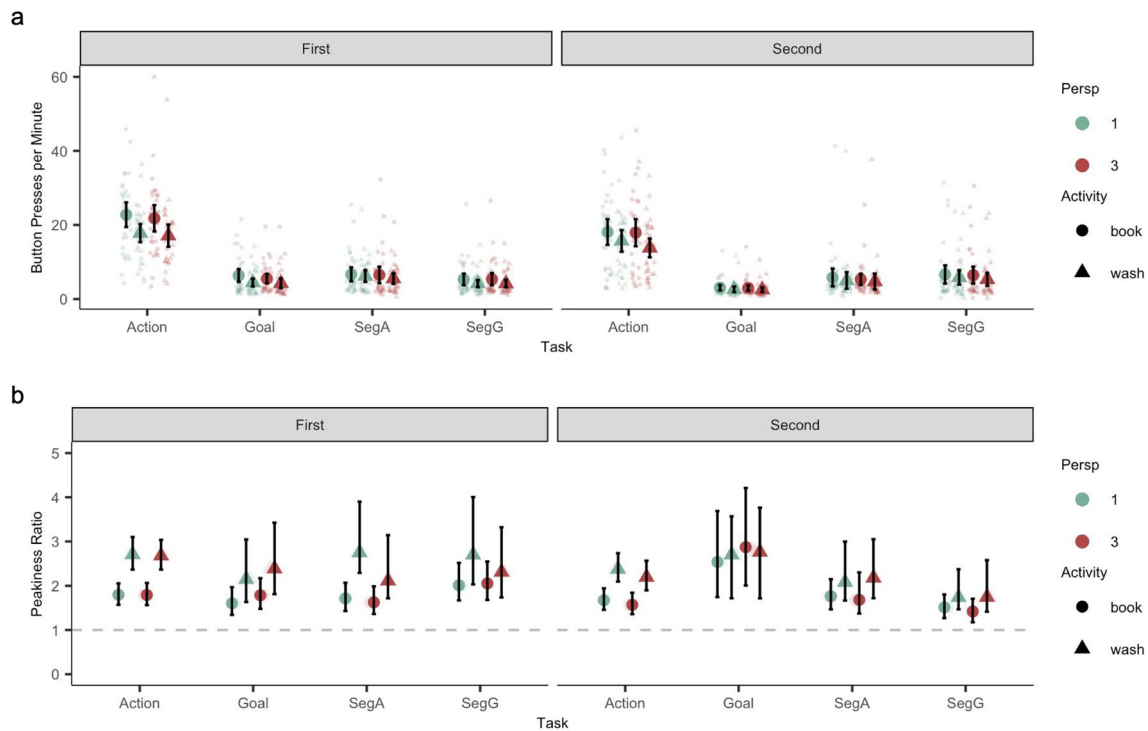 a
First
Second
Button Presses per Minute
60
40
20
0
Action
Goal
SegA
SegG
Action
Goal
SegA
SegG
Task
Persp
1
3
Activity
book
wash
b
First
Second
Peakiness Ratio
5
4
3
2
1
0
Action
Goal
SegA
SegG
Action
Goal
SegA
SegG
Task
Persp
1
3
Activity
book
wash